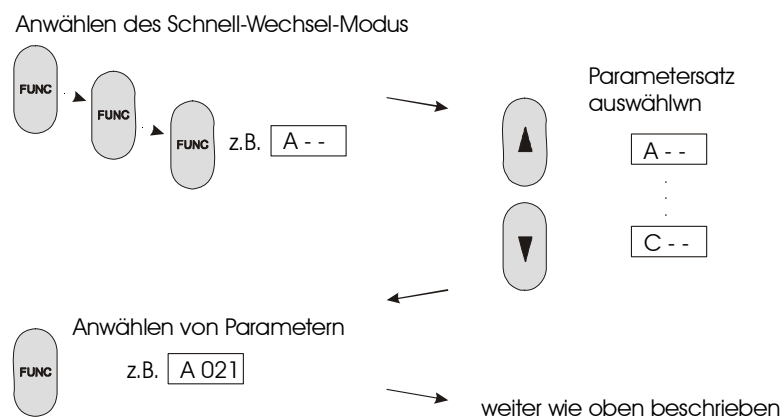 Anwählen des Schnell-Wechsel-Modus
FUNC
FUNC
FUNC
z.B. A - -
Parametersatz
auswählwn
A - -
C - -
Anwählen von Parametern
FUNC
z.B. A 021
weiter wie oben beschrieben